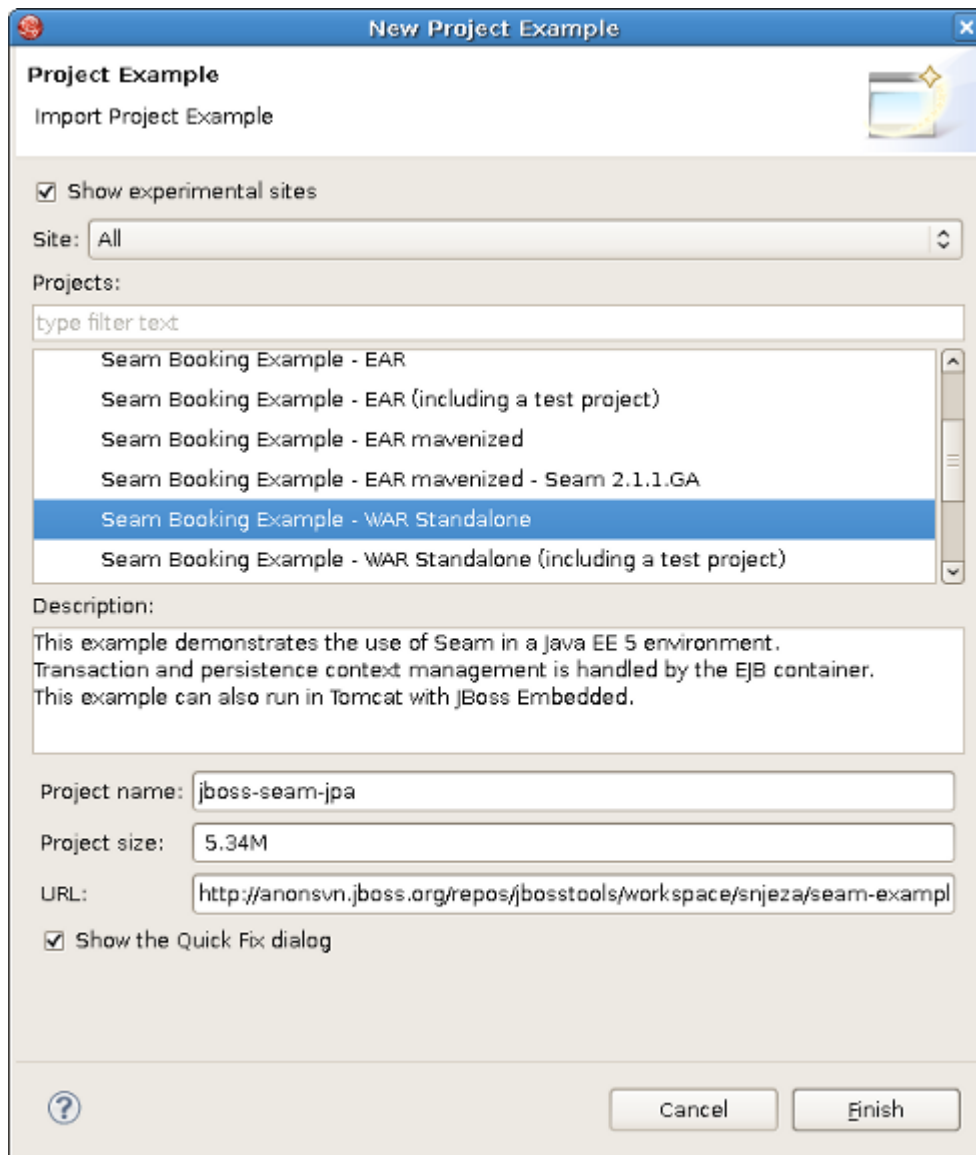 New Project Example
Project Example
Import Project Example
Show experimental sites
Site: All
Projects:
type filter text
Seam Booking Example - EAR
Seam Booking Example - EAR (including a test project)
Seam Booking Example - EAR mavenized
Seam Booking Example - EAR mavenized - Seam 2.1.1.GA
Seam Booking Example - WAR Standalone
Seam Booking Example - WAR Standalone (including a test project)
Description:
This example demonstrates the use of Seam in a Java EE 5 environment.
Transaction and persistence context management is handled by the EJB container.
This example can also run in Tomcat with JBoss Embedded.
Project name: jboss-seam-jpa
Project size: 5.34M
URL: http://anonsvn.jboss.org/repos/jbosstools/workspace/snjeza/seam-exampl
Show the Quick Fix dialog
?
Cancel Finish